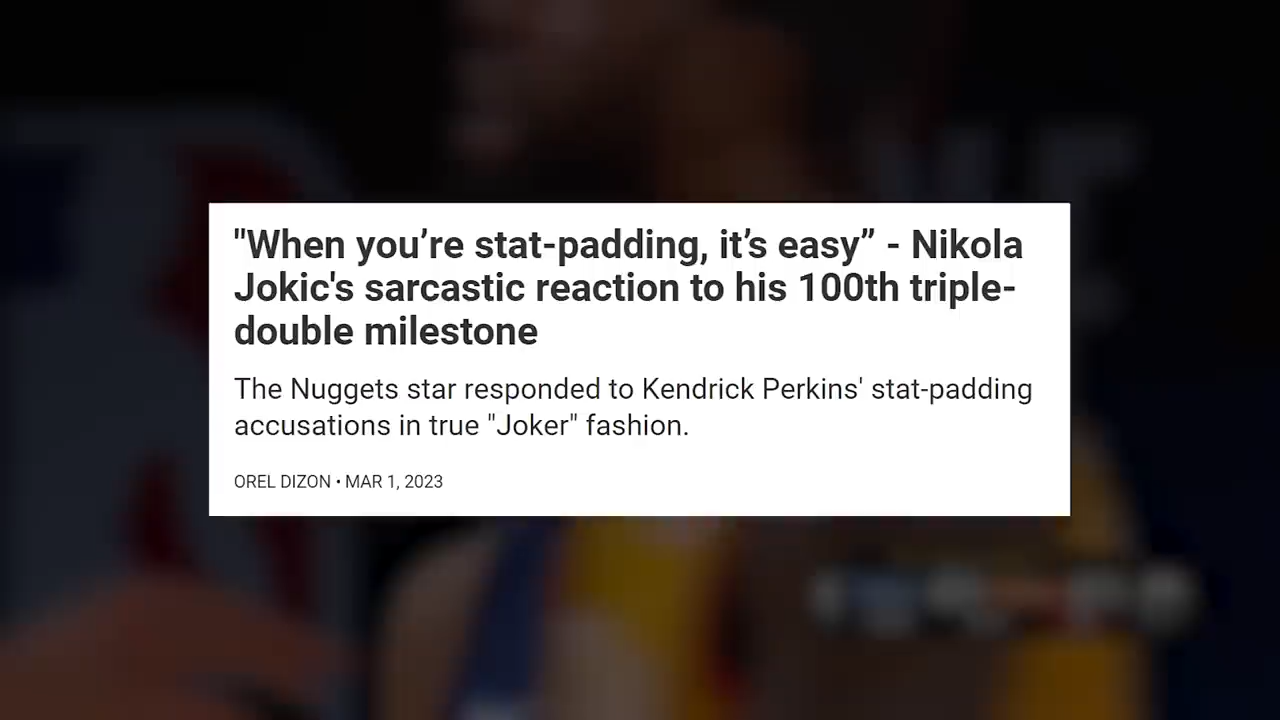 "When you’re stat-padding, it’s easy” - Nikola
Jokic's sarcastic reaction to his 100th triple-
double milestone
The Nuggets star responded to Kendrick Perkins' stat-padding
accusations in true "Joker" fashion.
OREL DIZON • MAR 1, 2023